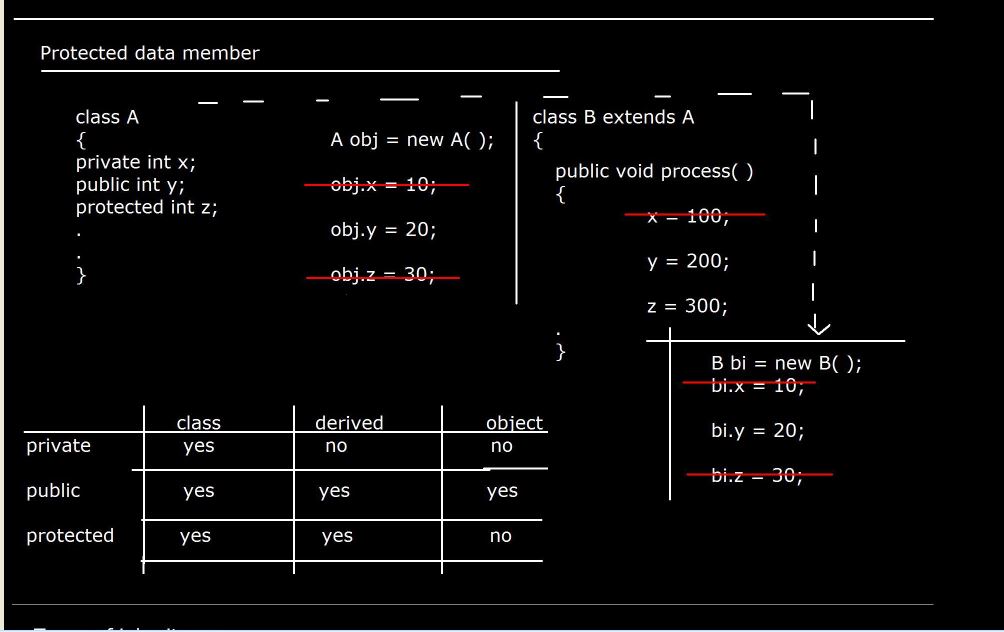 Protected data member
class A
{
private int x;
public int y;
protected int z;
.
.
}
A obj = new A( );
obj.x = 10;
obj.y = 20;
obj.z = 30;
class B extends A
{
public void process( )
{
x = 100;
y = 200;
z = 300;
.
}
B bi = new B( );
bi.x = 10;
bi.y = 20;
bi.z = 30;
class derived object
private yes no no
public yes yes yes
protected yes yes no